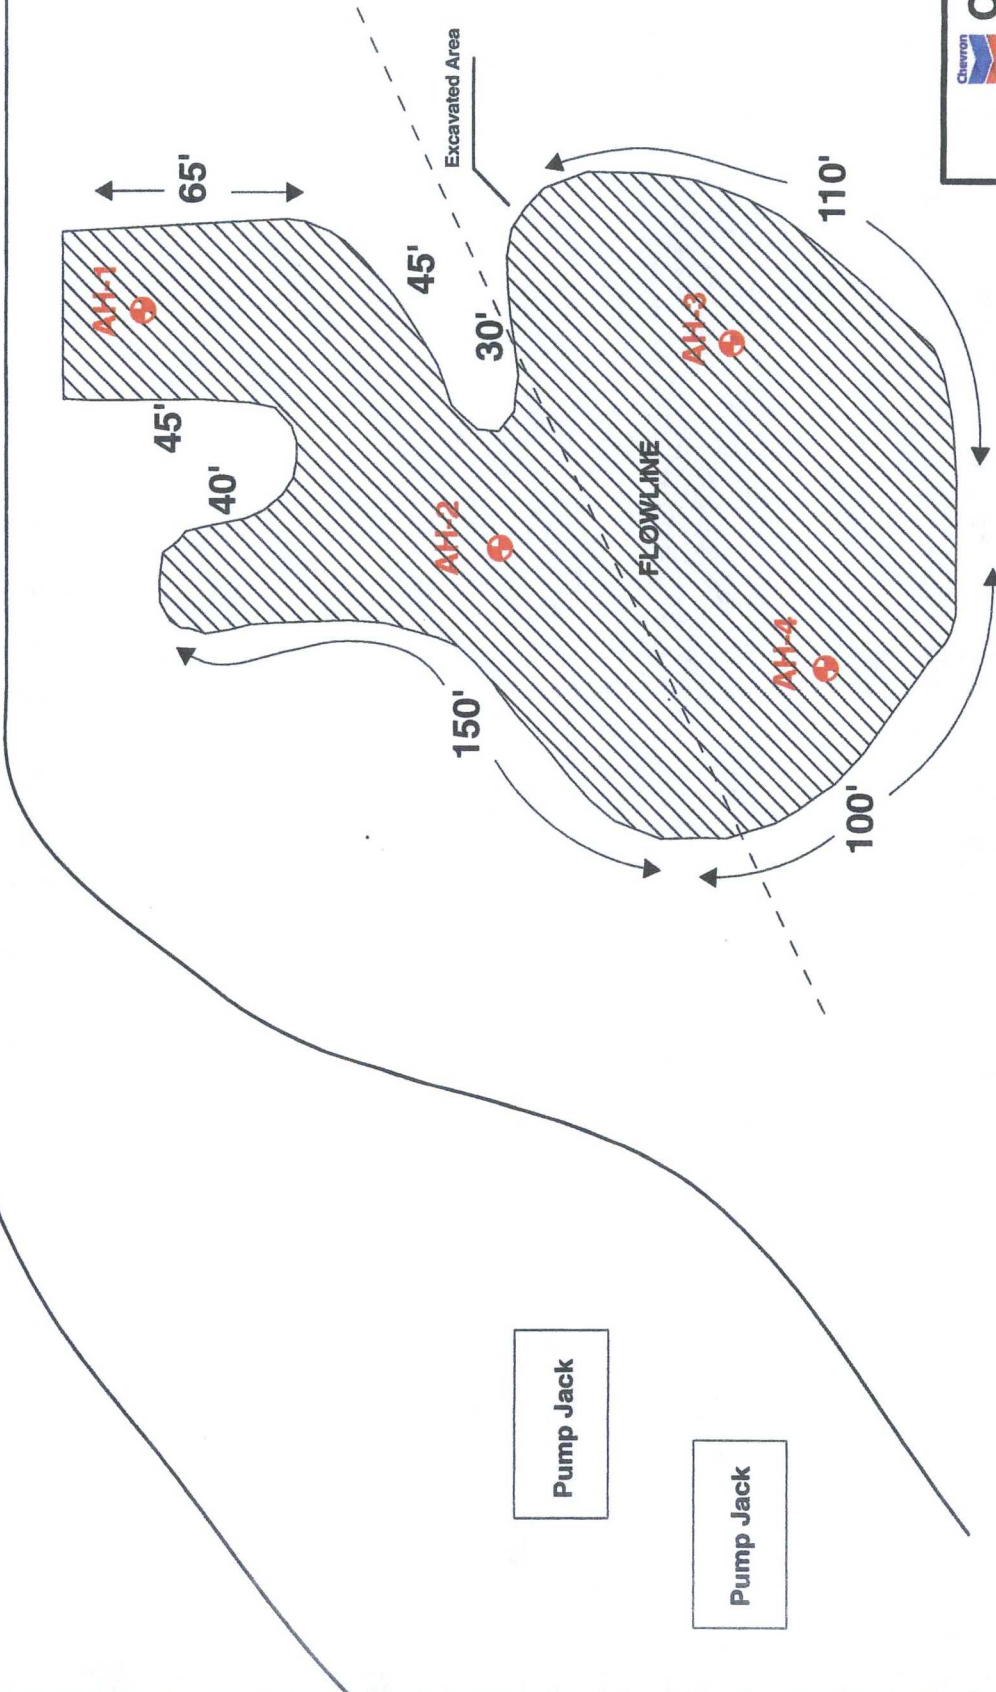 65'
AH-1
45'
40'
Excavated Area
45'
30'
110'
AH-3
AH-2
FLOWLINE
AH-4
150'
100'
Pump Jack
Pump Jack
Chevron